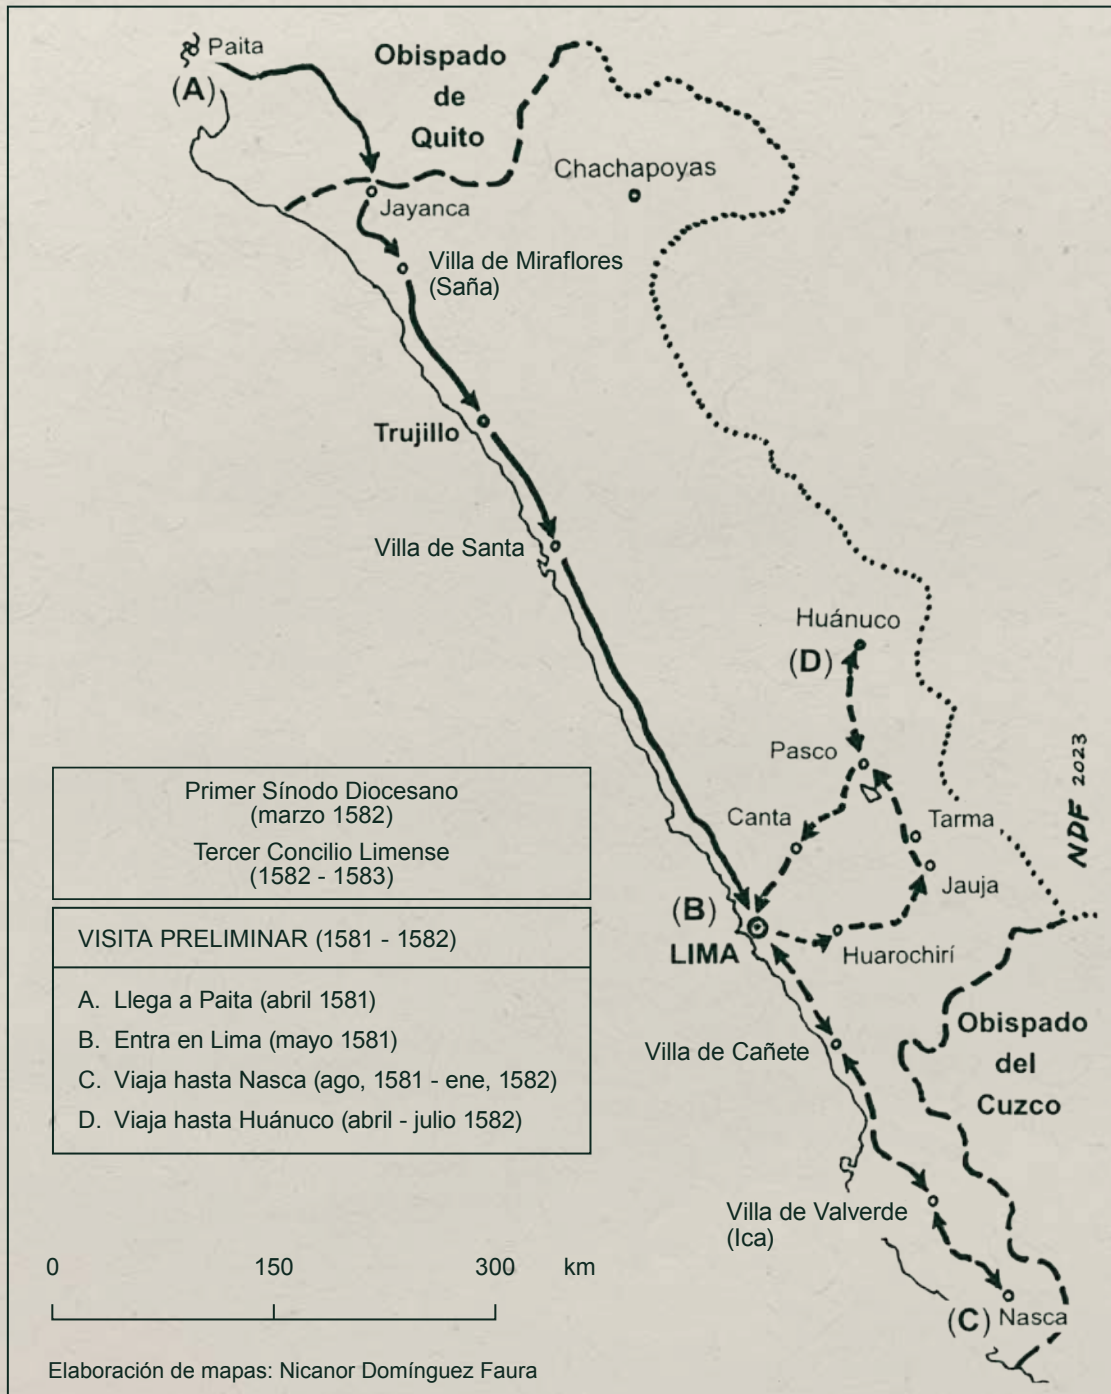 Paita
(A)
Obispado
de
Quito
Chachapoyas
Jayanca
Villa de Miraflores
(Saña)
Trujillo
Villa de Santa
Huánuco
(D)
Pasco
Canta
Tarma
Jauja
(B)
LIMA
Huarochirí
NDF 2023
Villa de Cañete
Obispado
del
Cuzco
Villa de Valverde
(Ica)
(C) Nasca
Primer Sínodo Diocesano
(marzo 1582)
Tercer Concilio Limense
(1582 - 1583)
VISITA PRELIMINAR (1581 - 1582)
A. Llega a Paita (abril 1581)
B. Entra en Lima (mayo 1581)
C. Viaja hasta Nasca (ago, 1581 - ene, 1582)
D. Viaja hasta Huánuco (abril - julio 1582)
0 150 300 km
Elaboración de mapas: Nicanor Domínguez Faura